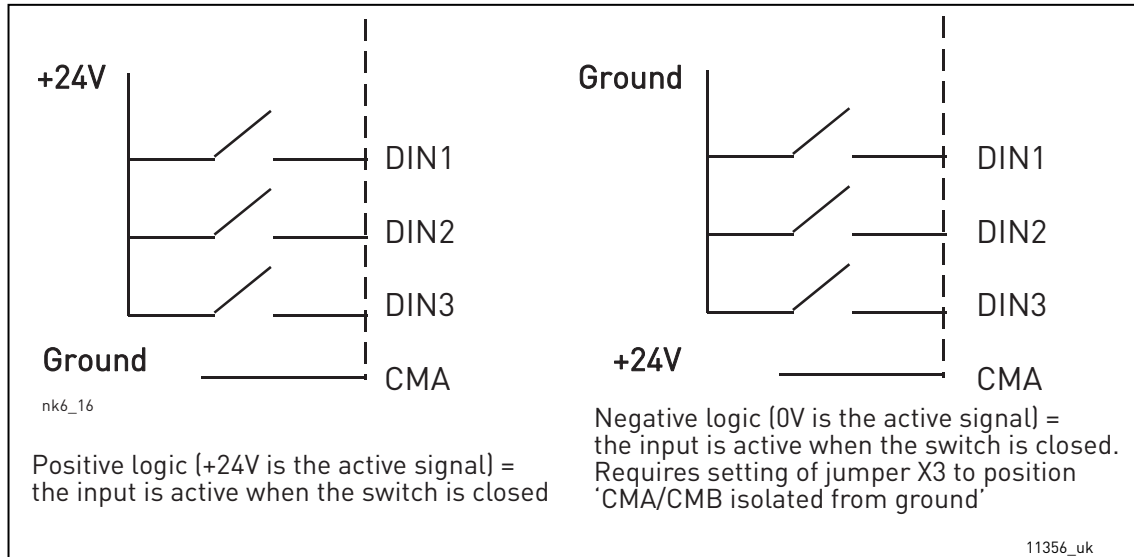 +24V
DIN1
DIN2
DIN3
Ground
CMA
nk6_16
Positive logic (+24V is the active signal) =
the input is active when the switch is closed
Ground
DIN1
DIN2
DIN3
+24V
CMA
Negative logic (0V is the active signal) =
the input is active when the switch is closed.
Requires setting of jumper X3 to position
‘CMA/CMB isolated from ground’
11356_uk